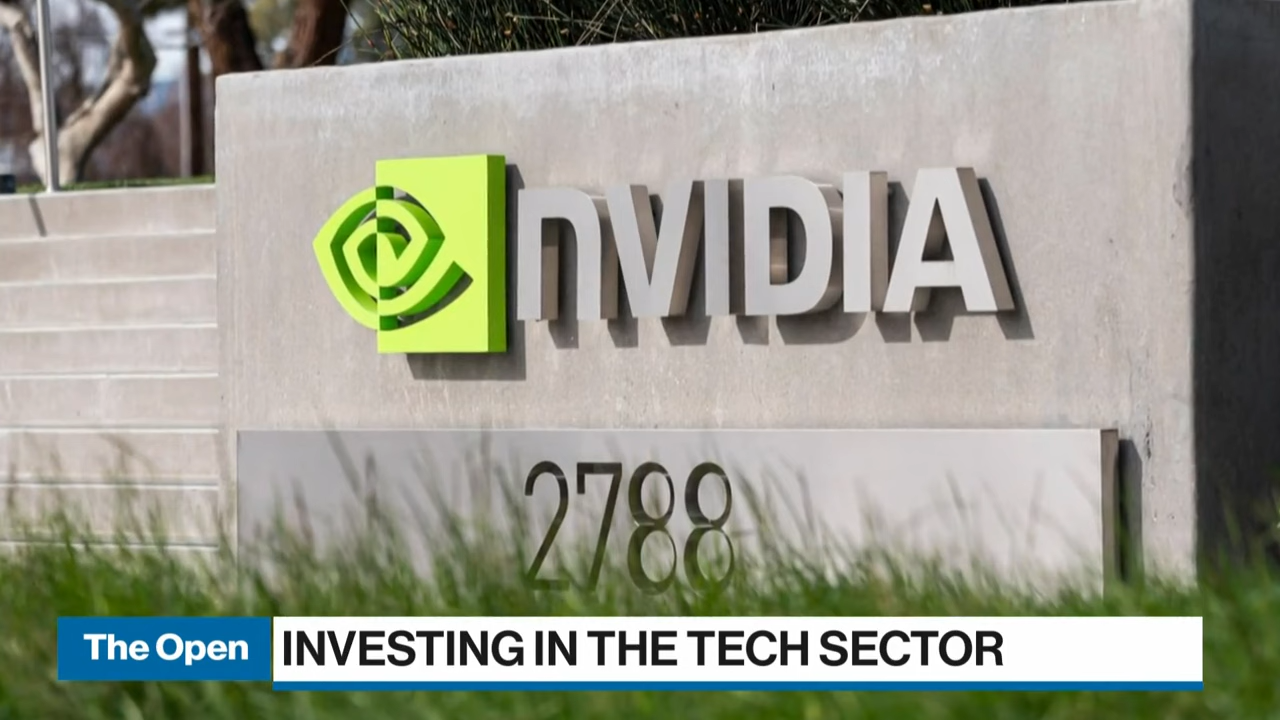 nVIDIA
2788
The Open
INVESTING IN THE TECH SECTOR